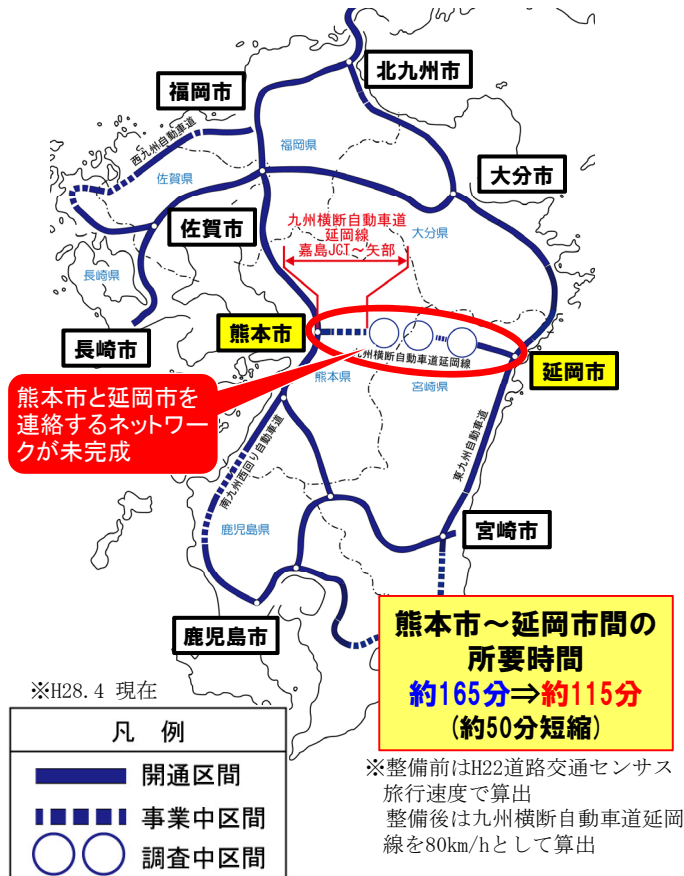 北九州市
福岡市
西九州自動車道
福岡県
佐賀県
大分市
佐賀市
九州横断自動車道
延岡線
嘉島JCT～矢部
大分県
長崎県
長崎市
熊本市
九州横断自動車道延岡線
延岡市
熊本県
宮崎県
熊本市と延岡市を
連絡するネットワー
クが未完成
南九州西回り自動車道
東九州自動車道
鹿児島県
宮崎市
鹿児島市
熊本市～延岡市間の
所要時間
約165分⇒約115分
(約50分短縮)
※H28.4 現在
凡 例
開通区間
事業中区間
調査中区間
※整備前はH22道路交通センサス
旅行速度で算出
整備後は九州横断自動車道延岡
線を80km/hとして算出